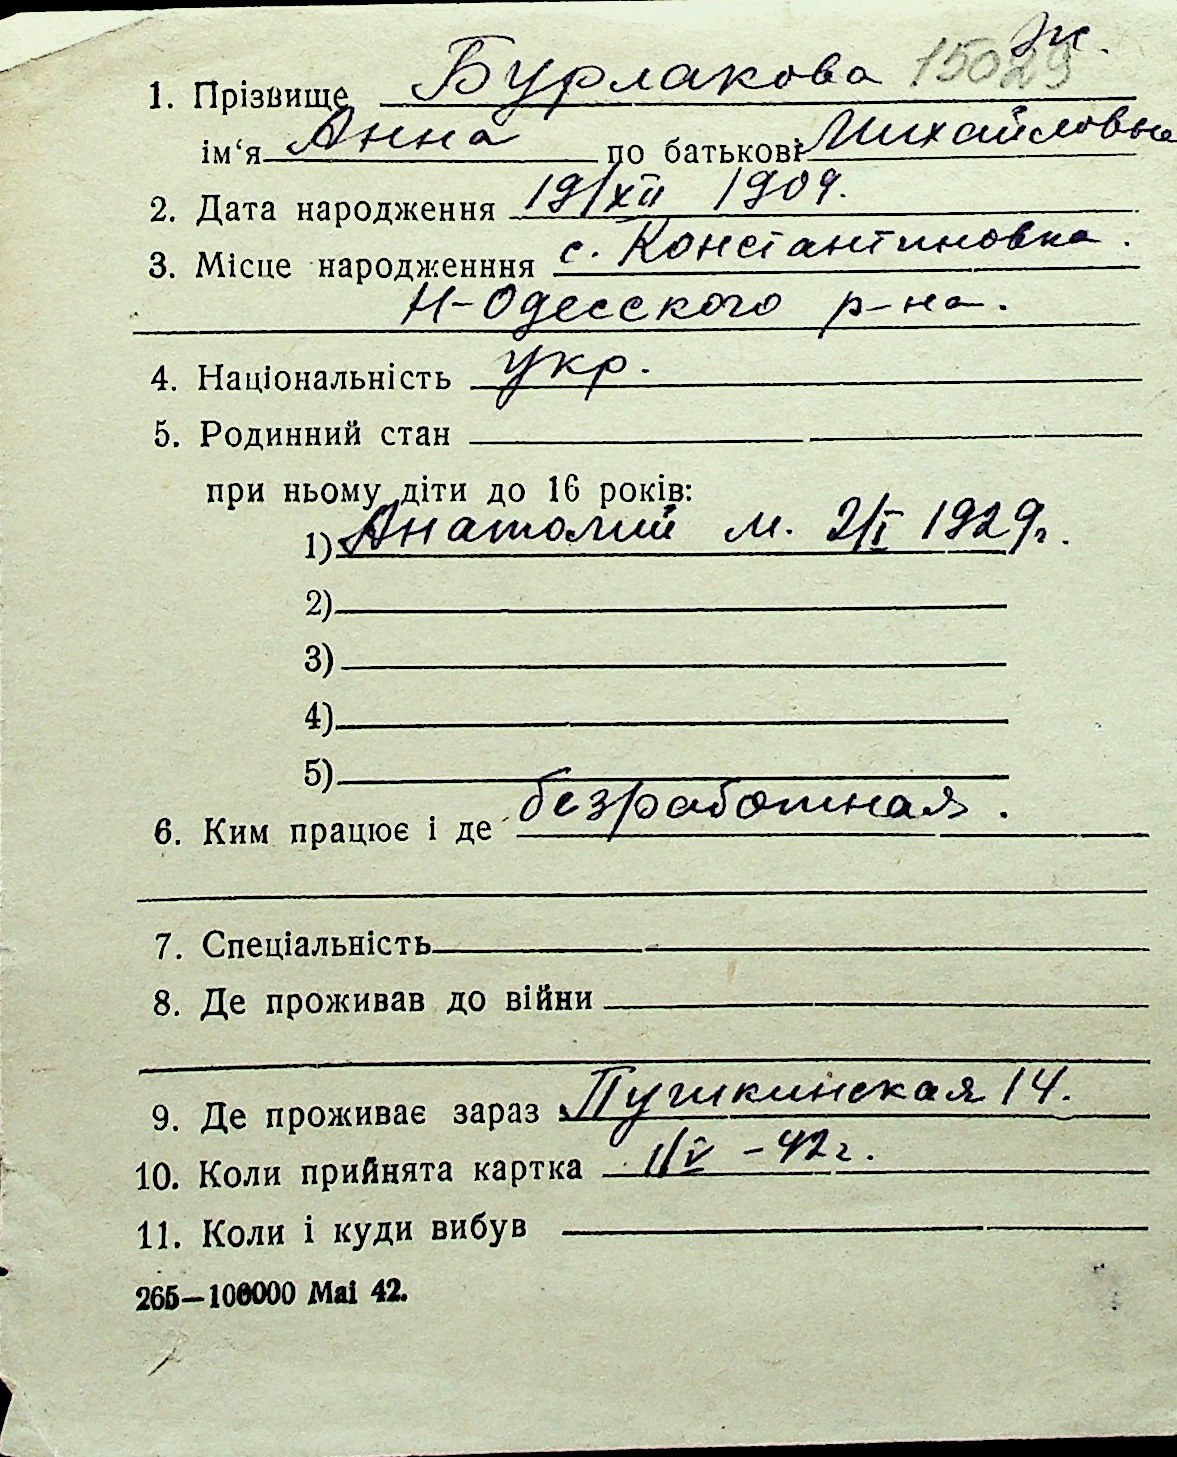 ж.
1. Прізвище Бурлакова 15029
ім‘я Анна по батькові Михайловна
2. Дата народження 19/XII 1909.
3. Місце народженння с. Константиновка.
Н-Одесского р-на.
4. Національність укр.
5. Родинний стан
при ньому діти до 16 років:
1) Анатолий м. 2/I 1929г.
2)
3)
4)
5)
6. Ким працює і де безработная.
7. Спеціальність
8. Де проживав до війни
9. Де проживає зараз Пушкинская 14.
10. Коли прийнята картка 1/V - 42г.
11. Коли і куди вибув
265—100000 Mai 42.